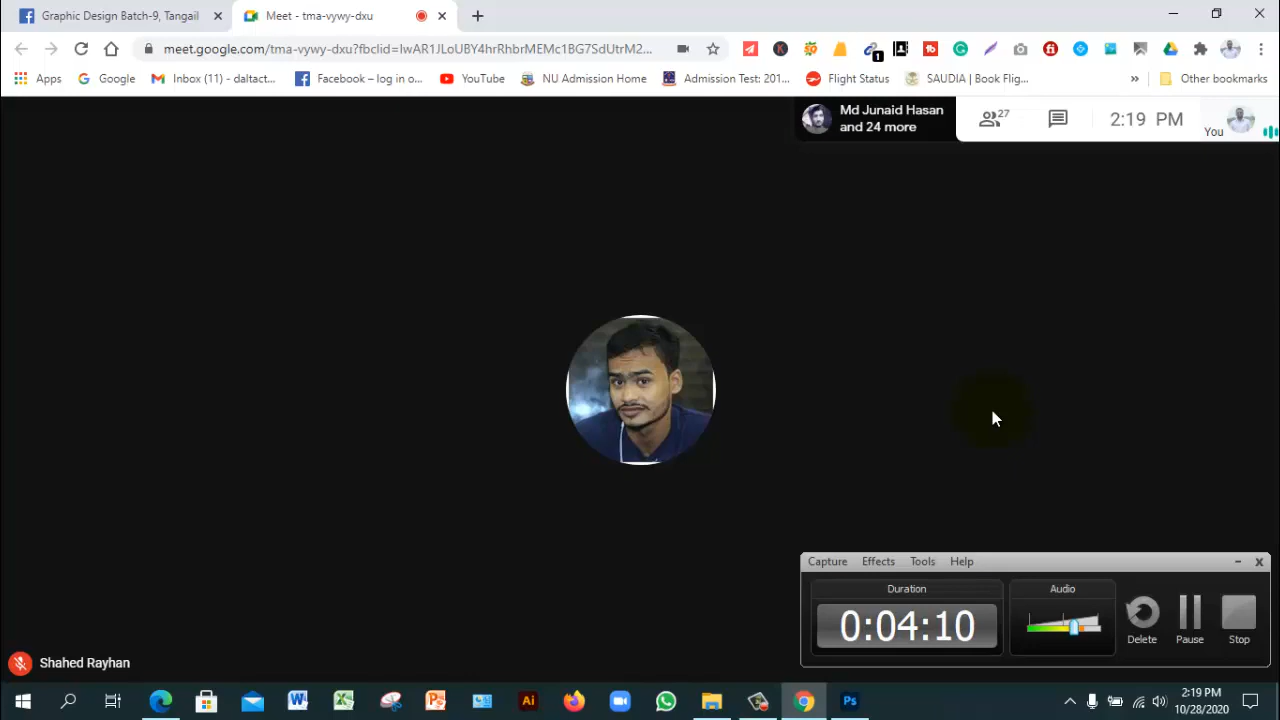 Graphic Design Batch-9, Tangail
Meet - tma-vywy-dxu
meet.google.com/tma-vywy-dxu?fbclid=IwAR1JLoUBY4hrRhbrMEMc1BG7SdUtrM2...
1
Apps
Google
Inbox (11) - daltact...
Facebook – log in o...
YouTube
NU Admission Home
Admission Test: 201...
Flight Status
SAUDIA | Book Flig...
Other bookmarks
Md Junaid Hasan
and 24 more
27
2:19 PM
You
Capture Effects Tools Help
Duration
Audio
0:04:10
Delete
Pause
Stop
Shahed Rayhan
2:19 PM
10/28/2020